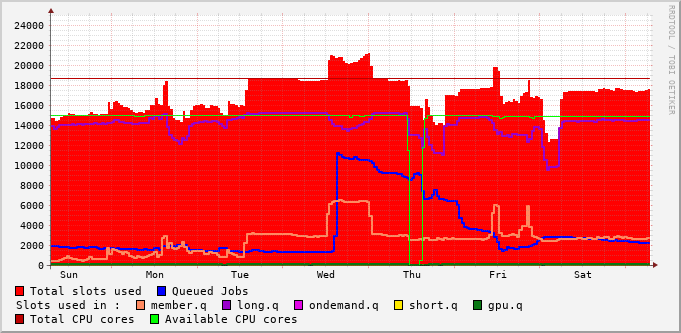 24000
22000
20000
18000
16000
14000
12000
10000
8000
6000
4000
2000
0
Sun Mon Tue Wed Thu Fri Sat
RRDTOOL / TOBI OETIKER
Total slots used Queued Jobs
Slots used in : member.q long.q ondemand.q short.q gpu.q
Total CPU cores Available CPU cores